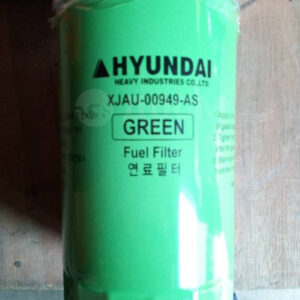 HYUNDAI
HEAVY INDUSTRIES CO.,LTD.
XJAU-00949-AS
GREEN
Fuel Filter
연료필터